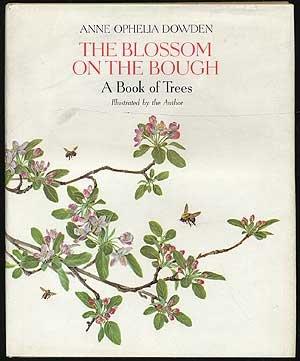 ANNE OPHELIA DOWDEN
THE BLOSSOM
ON THE BOUGH
A Book of Trees
Illustrated by the Author